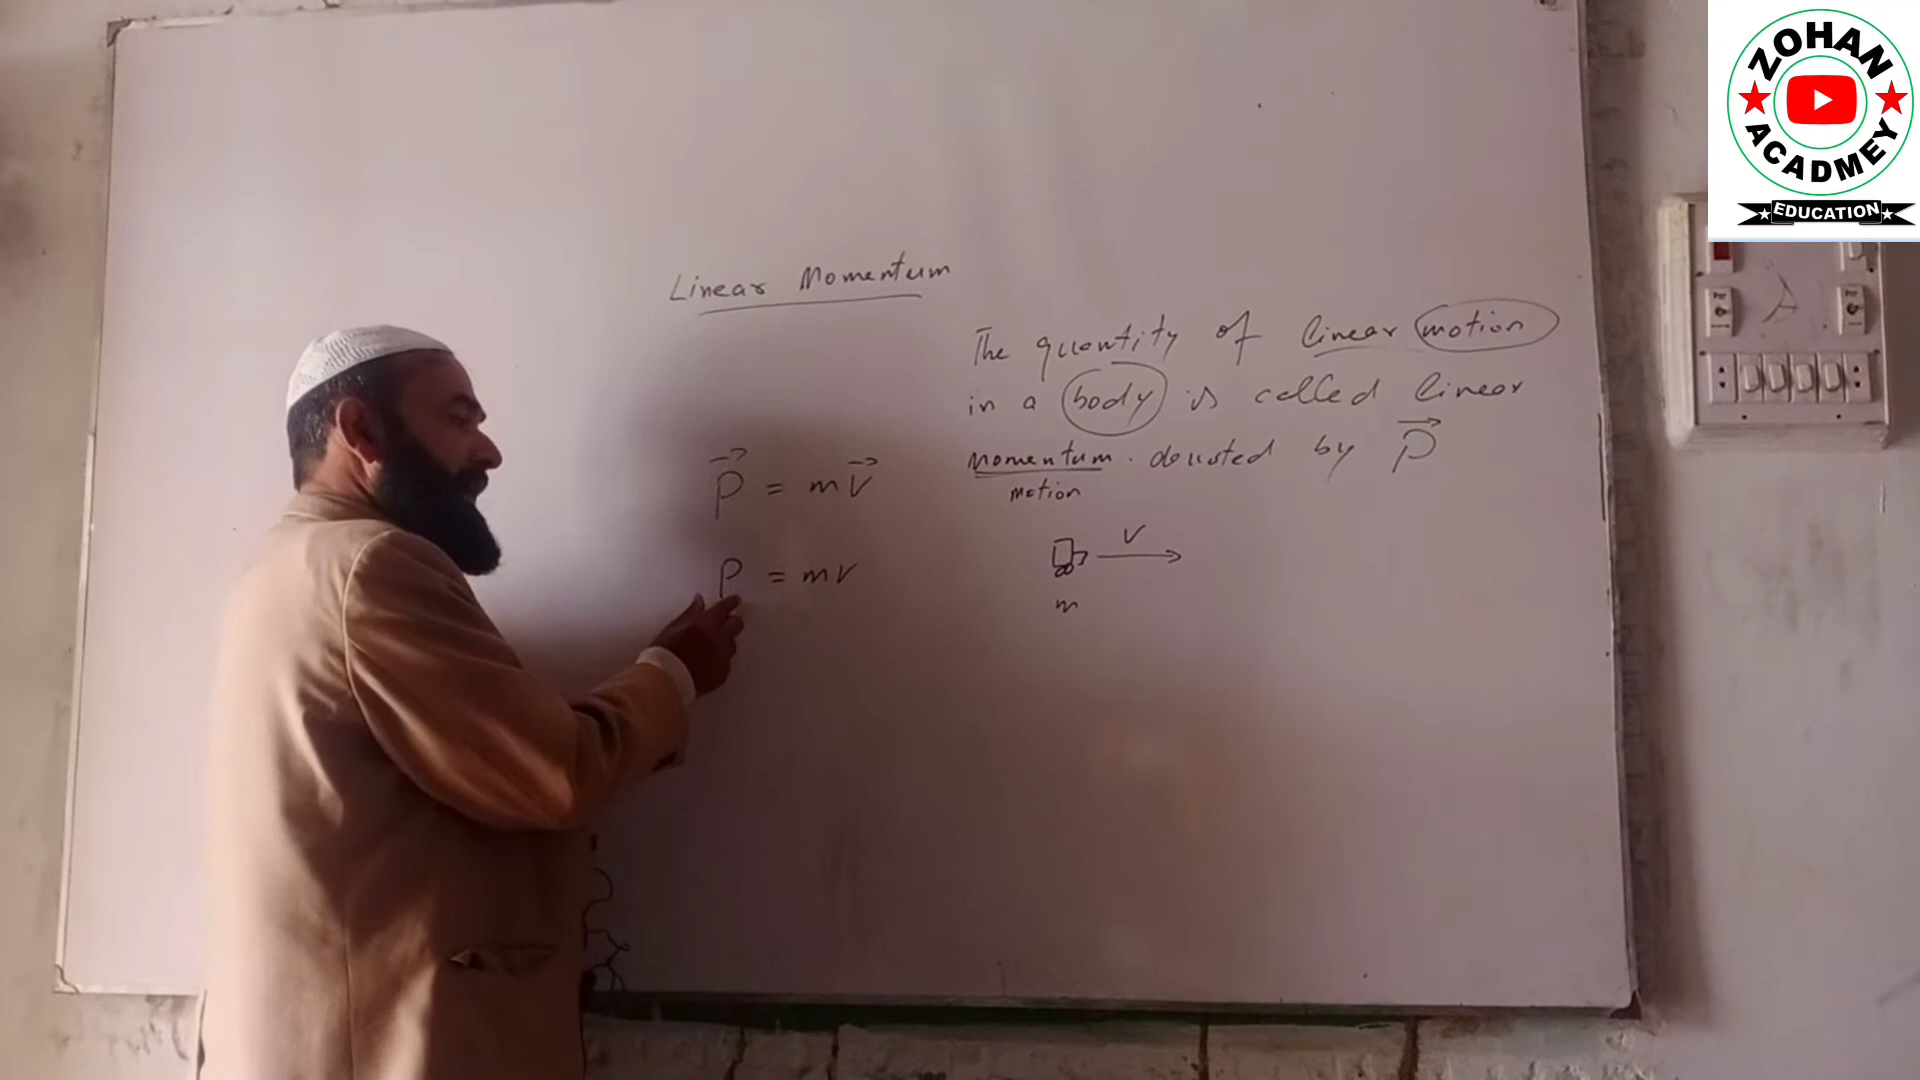 Linear Momentum
The quantity of linear motion
in a body is called linear
momentum. denoted by P
motion
P = mv
P = mv
V
m
ZOHAN
ACADMEY
EDUCATION